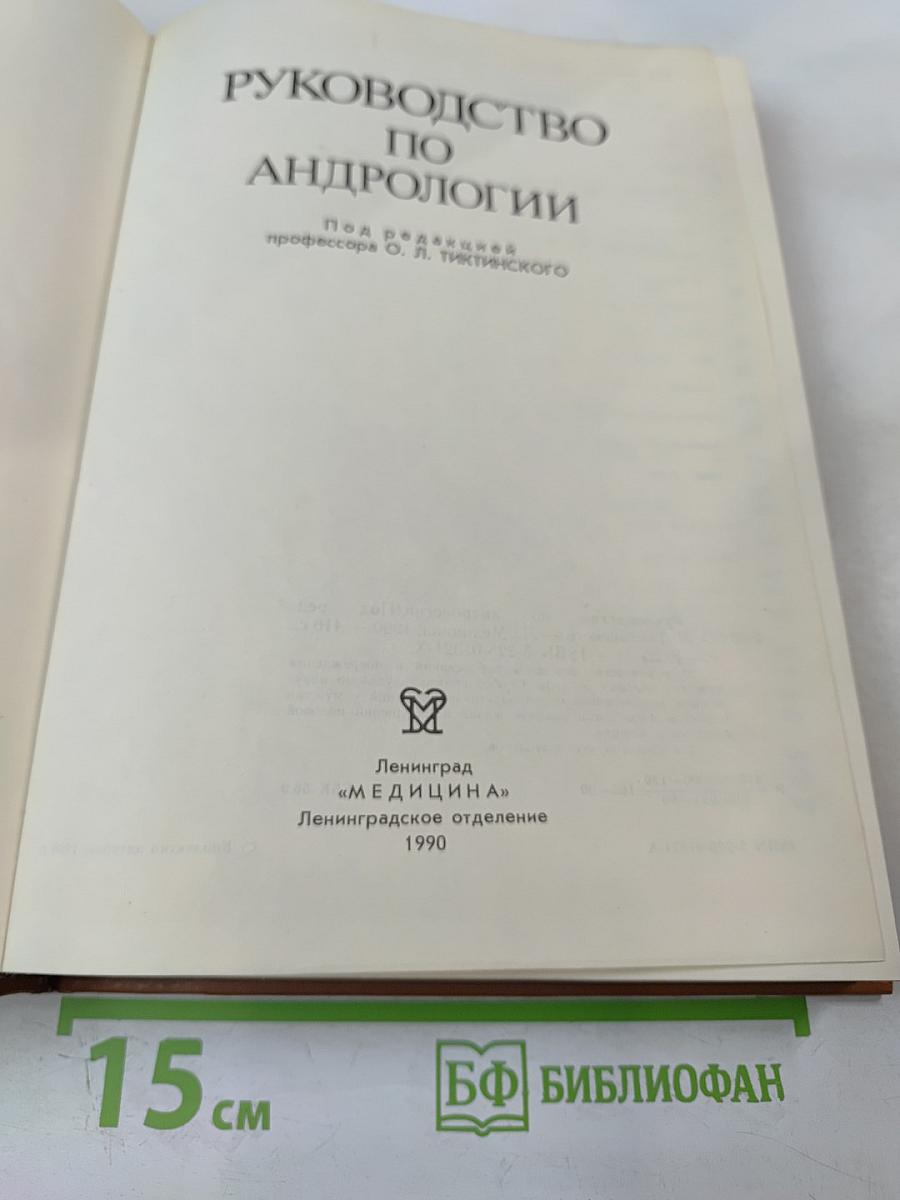 РУКОВОДСТВО
ПО
АНДРОЛОГИИ
Под редакцией
профессора О. Л. ТИКТИНСКОГО
Ленинград
«МЕДИЦИНА»
Ленинградское отделение
1990
15 см
БФ БИБЛИОФАН